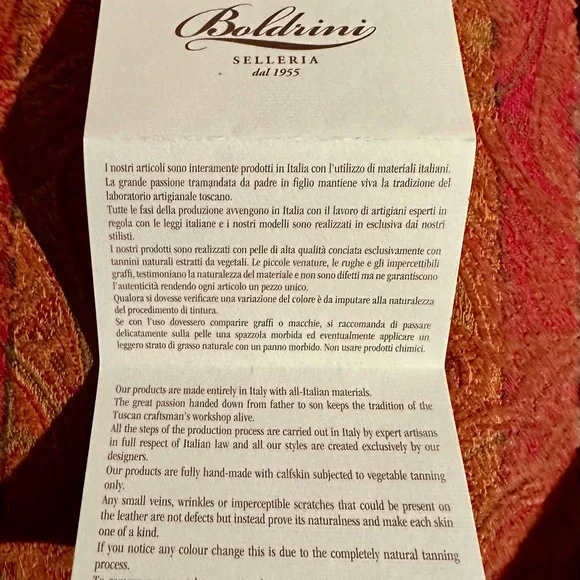 Boldrini
SELLERIA
dal 1955
I nostri articoli sono interamente prodotti in Italia con l'utilizzo di materiali italiani.
La grande passione tramandata da padre in figlio mantiene viva la tradizione del
laboratorio artigianale toscano.
Tutte le fasi della produzione avvengono in Italia con il lavoro di artigiani esperti in
regola con le leggi italiane e i nostri modelli sono realizzati in esclusiva dai nostri
stilisti.
I nostri prodotti sono realizzati con pelle di alta qualità conciata esclusivamente con
tannini naturali estratti da vegetali. Le piccole venature, le rughe e gli impercettibili
graffi, testimoniano la naturalezza del materiale e non sono difetti ma ne garantiscono
l'autenticità rendendo ogni articolo un pezzo unico.
Qualora si dovesse verificare una variazione del colore è da imputare alla naturalezza
del procedimento di tintura.
Se con l'uso dovessero comparire graffi o macchie, si raccomanda di passare
delicatamente sulla pelle una spazzola morbida ed eventualmente applicare un
leggero strato di grasso naturale con un panno morbido. Non usare prodotti chimici.
Our products are made entirely in Italy with all-Italian materials.
The great passion handed down from father to son keeps the tradition of the
Tuscan craftsman's workshop alive.
All the steps of the production process are carried out in Italy by expert artisans
in full respect of Italian law and all our styles are created exclusively by our
designers.
Our products are fully hand-made with calfskin subjected to vegetable tanning
only.
Any small veins, wrinkles or imperceptible scratches that could be present on
the leather are not defects but instead prove its naturalness and make each skin
one of a kind.
If you notice any colour change this is due to the completely natural tanning
process.